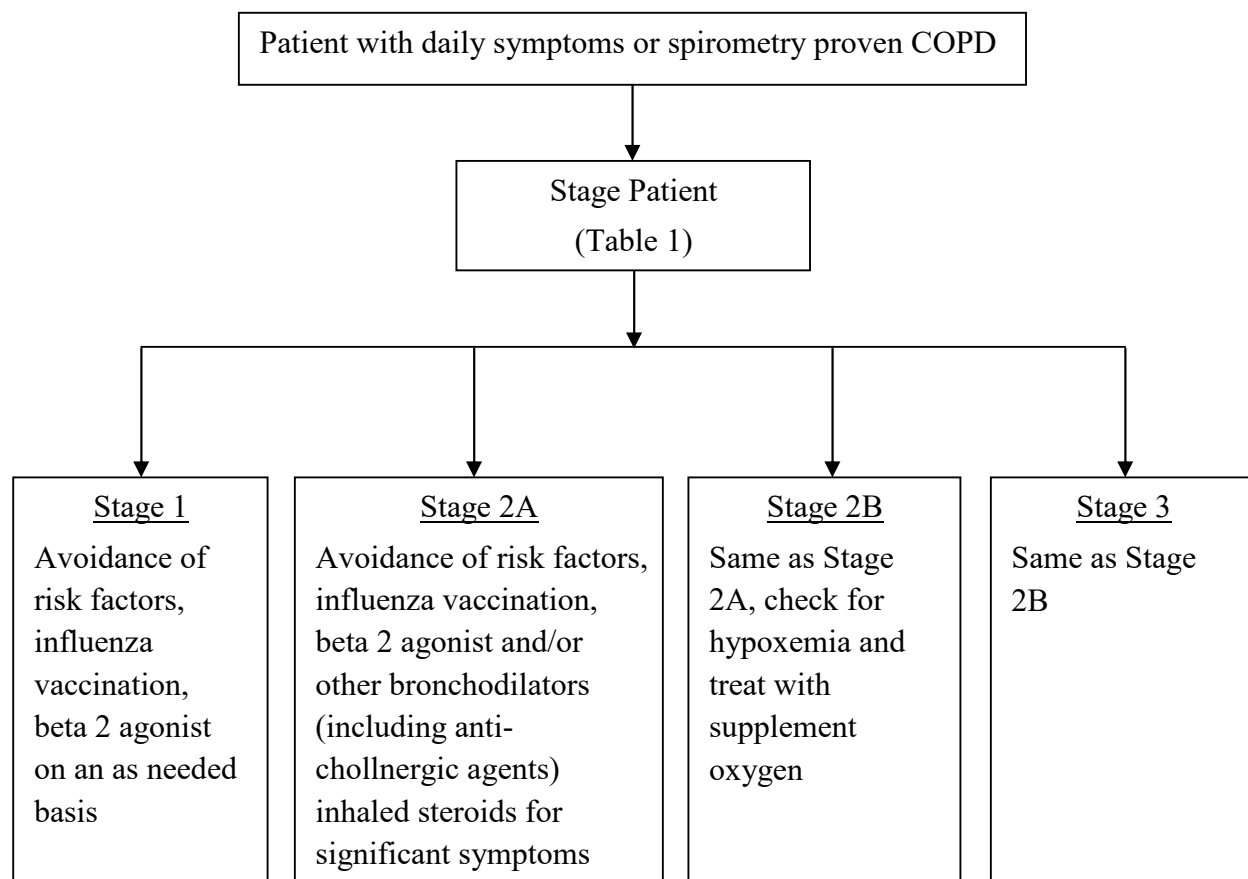 Patient with daily symptoms or spirometry proven COPD
Stage Patient
(Table 1)
Stage 1
Avoidance of
risk factors,
influenza
vaccination,
beta 2 agonist
on an as needed
basis
Stage 2A
Avoidance of risk factors,
influenza vaccination,
beta 2 agonist and/or
other bronchodilators
(including anti-
chollnergic agents)
inhaled steroids for
significant symptoms
Stage 2B
Same as Stage
2A, check for
hypoxemia and
treat with
supplement
oxygen
Stage 3
Same as Stage
2B